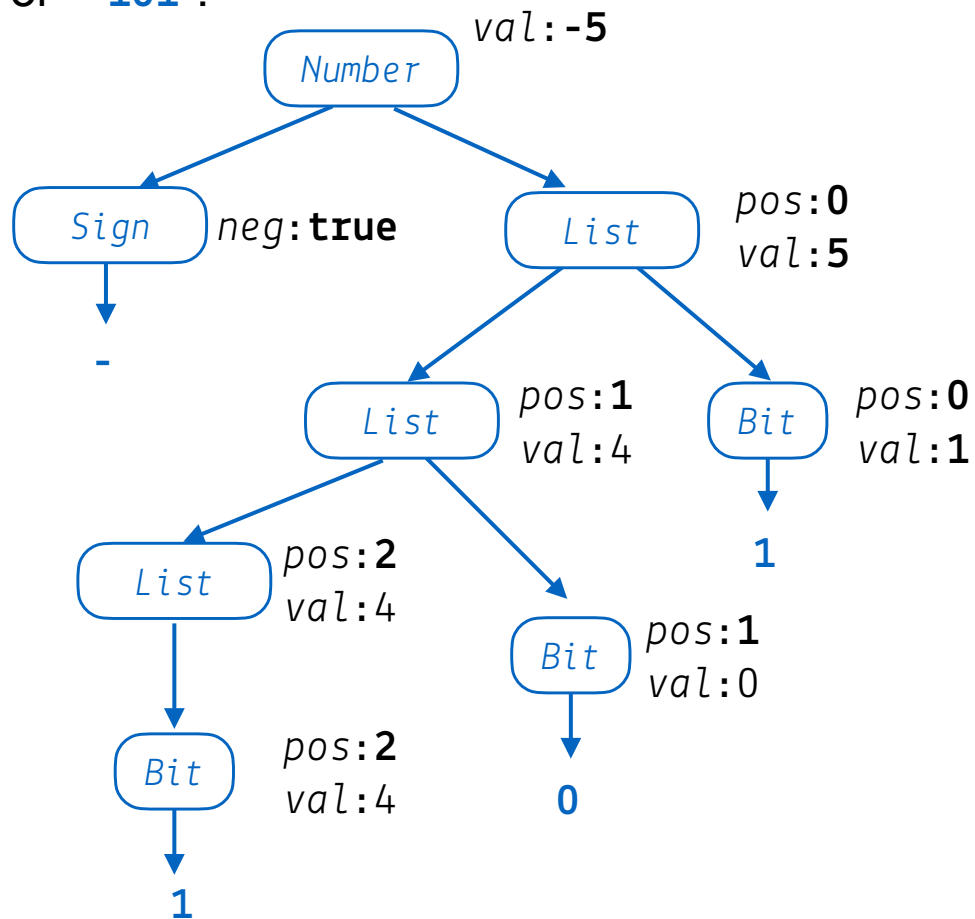 or "101".
val:-5
Number
Sign
neg:true
List
pos:0
val:5
-
List
pos:1
val:4
Bit
pos:0
val:1
List
pos:2
val:4
1
Bit
pos:1
val:0
Bit
pos:2
val:4
0
1